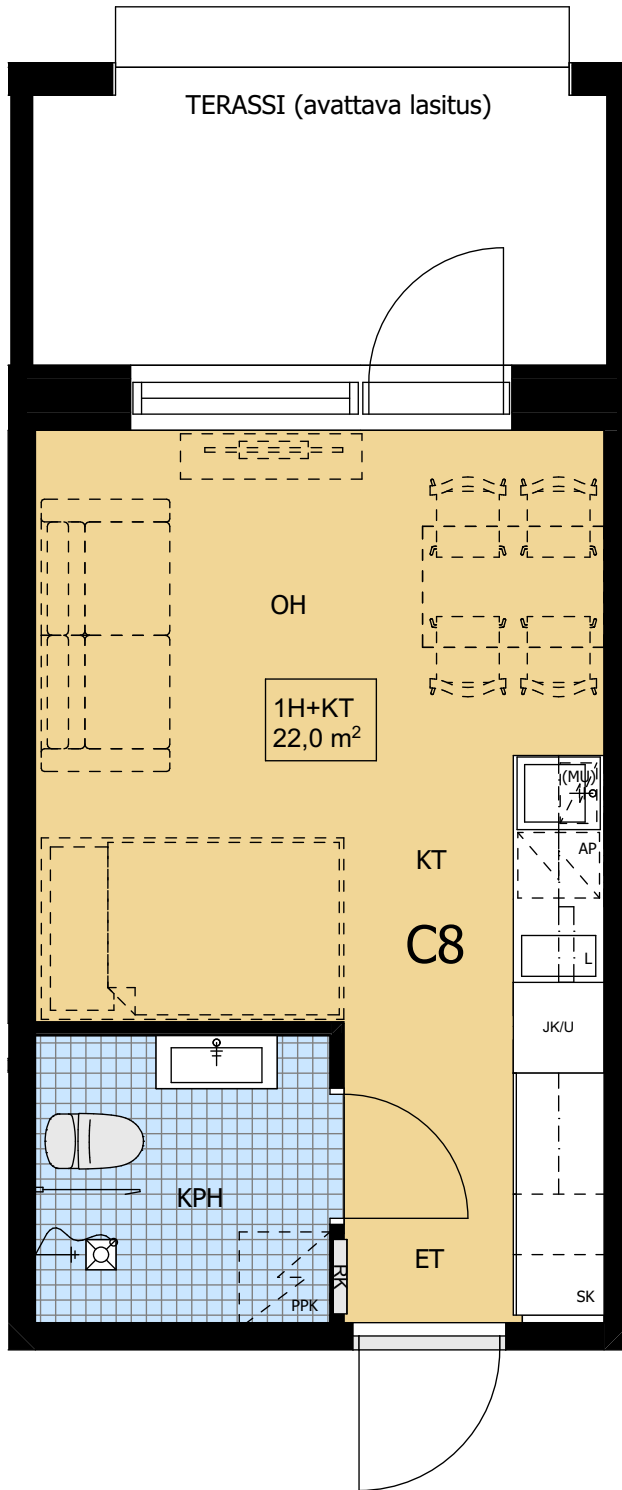 TERASSI (avattava lasitus)
OH
1H+KT
22,0 m²
(MU)
AP
KT
C8
L
JK/U
KPH
ET
RK
PPK
SK